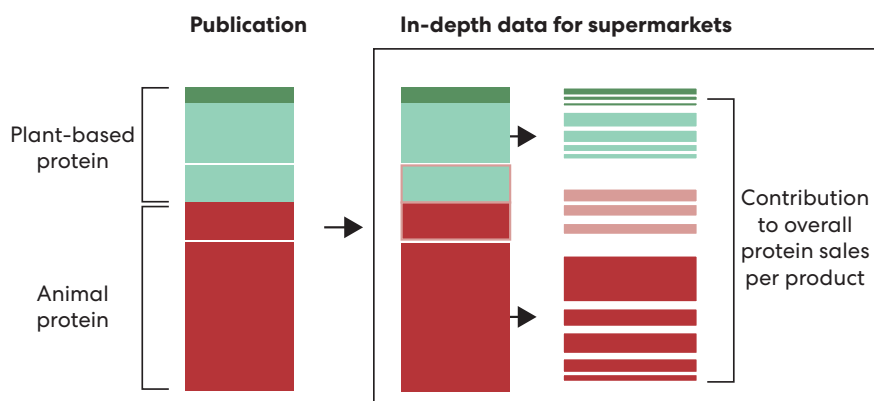 Publication
In-depth data for supermarkets
Plant-based
protein
Animal
protein
Contribution
to overall
protein sales
per product